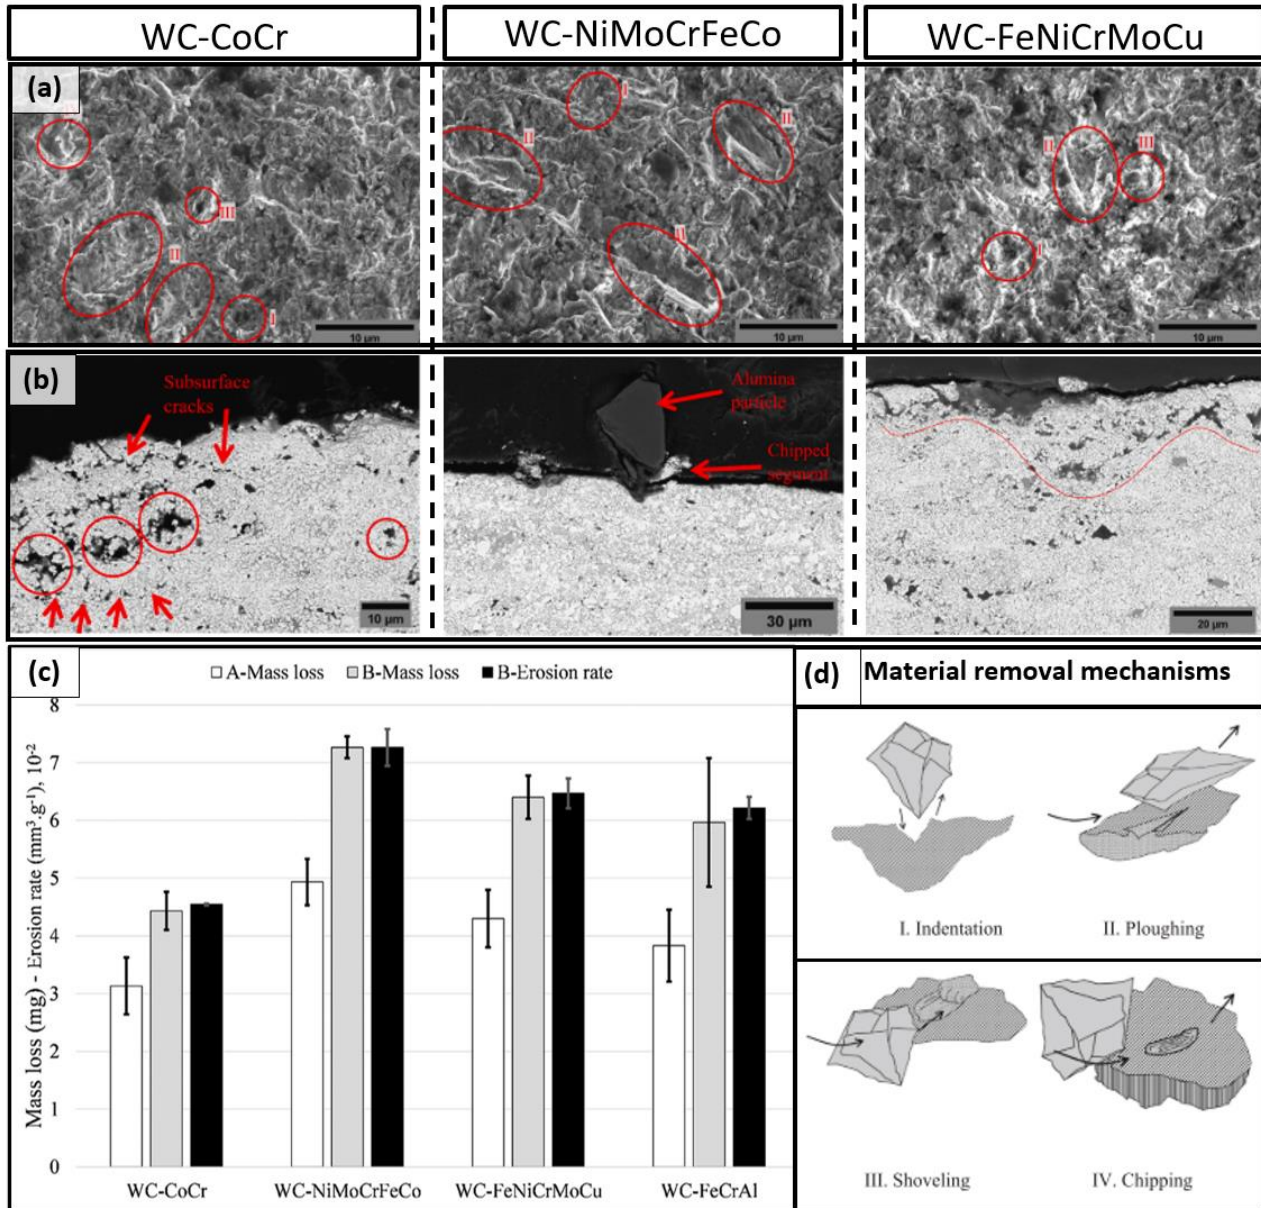 WC-CoCr
WC-NiMoCrFeCo
WC-FeNiCrMoCu
(a)
IV
III
II
I
10 µm
I
II
II
10 µm
II
III
I
10 µm
(b)
Subsurface
cracks
10 µm
Alumina
particle
Chipped
segment
30 µm
20 µm
(c)
A-Mass loss
B-Mass loss
B-Erosion rate
Mass loss (mg) - Erosion rate (mm³.g⁻¹), 10⁻²
8
7
6
5
4
3
2
1
0
WC-CoCr
WC-NiMoCrFeCo
WC-FeNiCrMoCu
WC-FeCrAl
(d)
Material removal mechanisms
I. Indentation
II. Ploughing
III. Shoveling
IV. Chipping